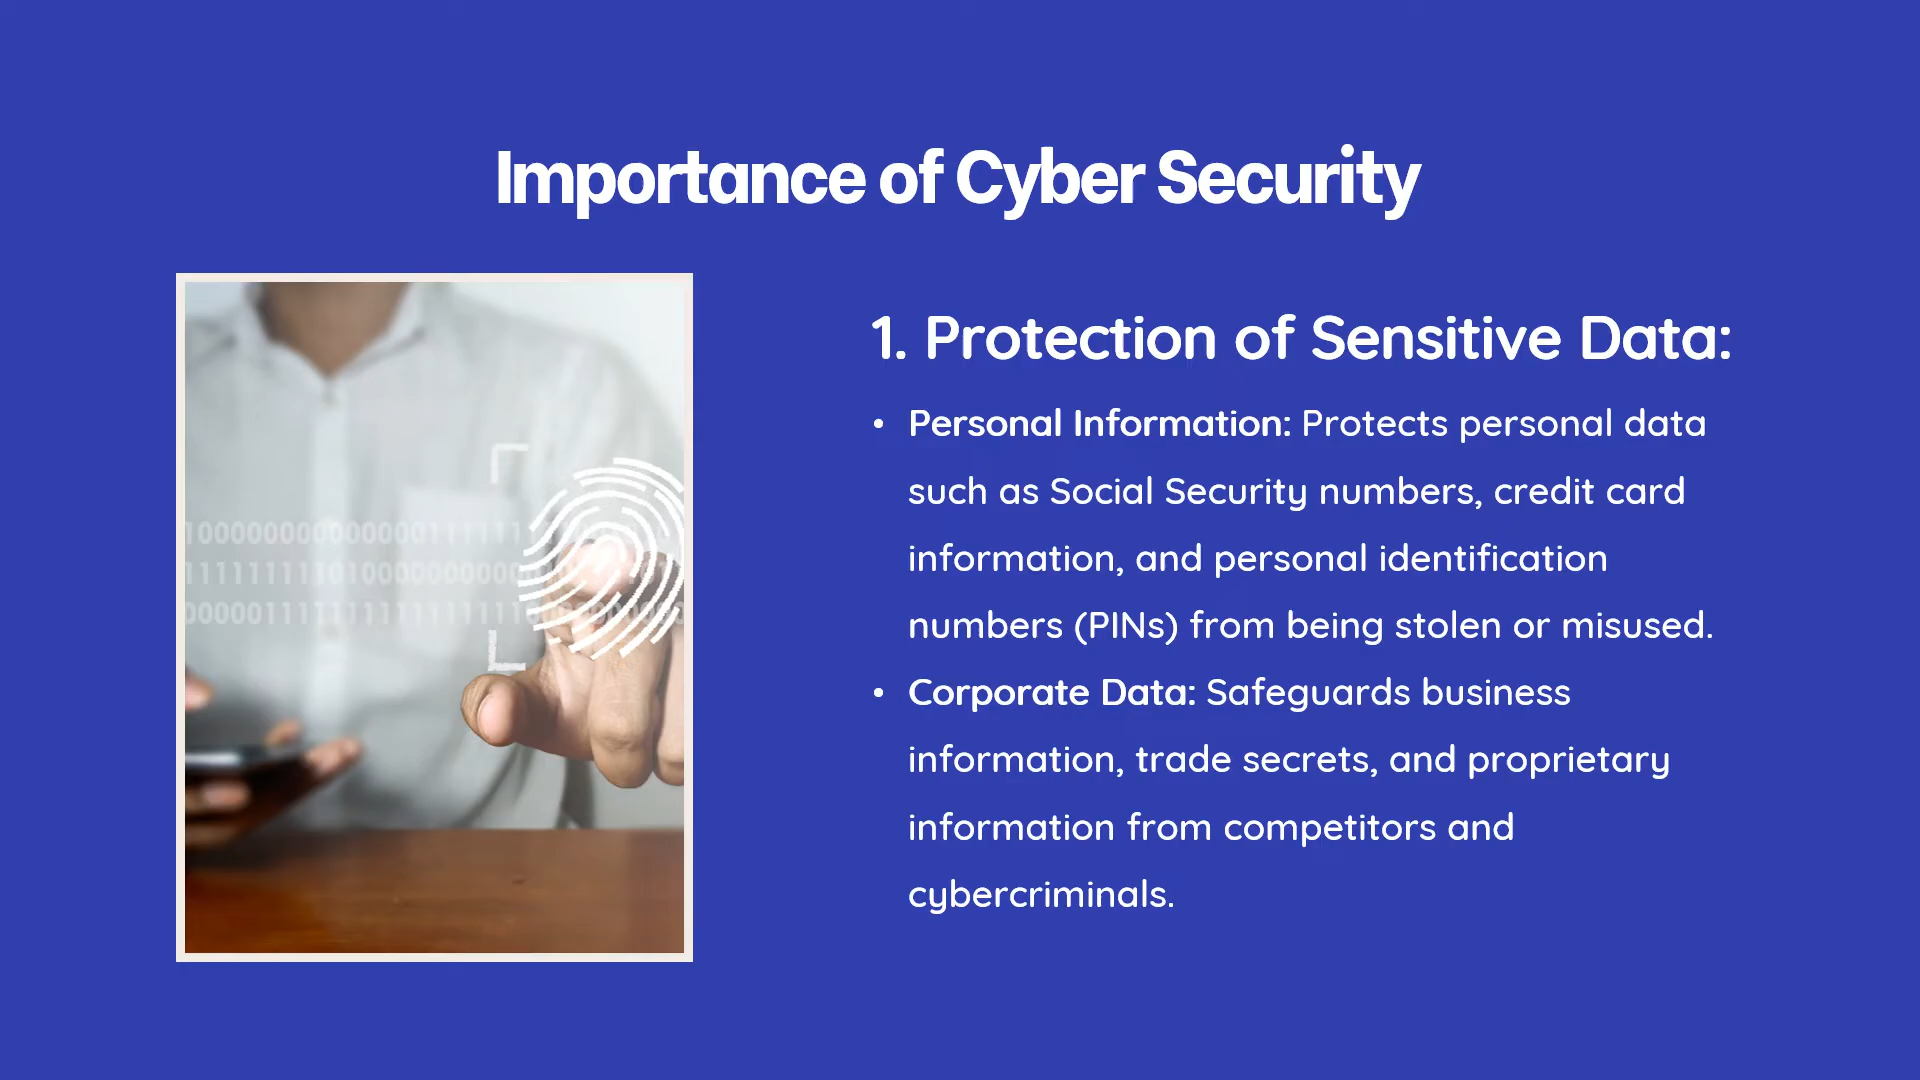 Importance of Cyber Security
1. Protection of Sensitive Data:
• Personal Information: Protects personal data
such as Social Security numbers, credit card
information, and personal identification
numbers (PINs) from being stolen or misused.
• Corporate Data: Safeguards business
information, trade secrets, and proprietary
information from competitors and
cybercriminals.